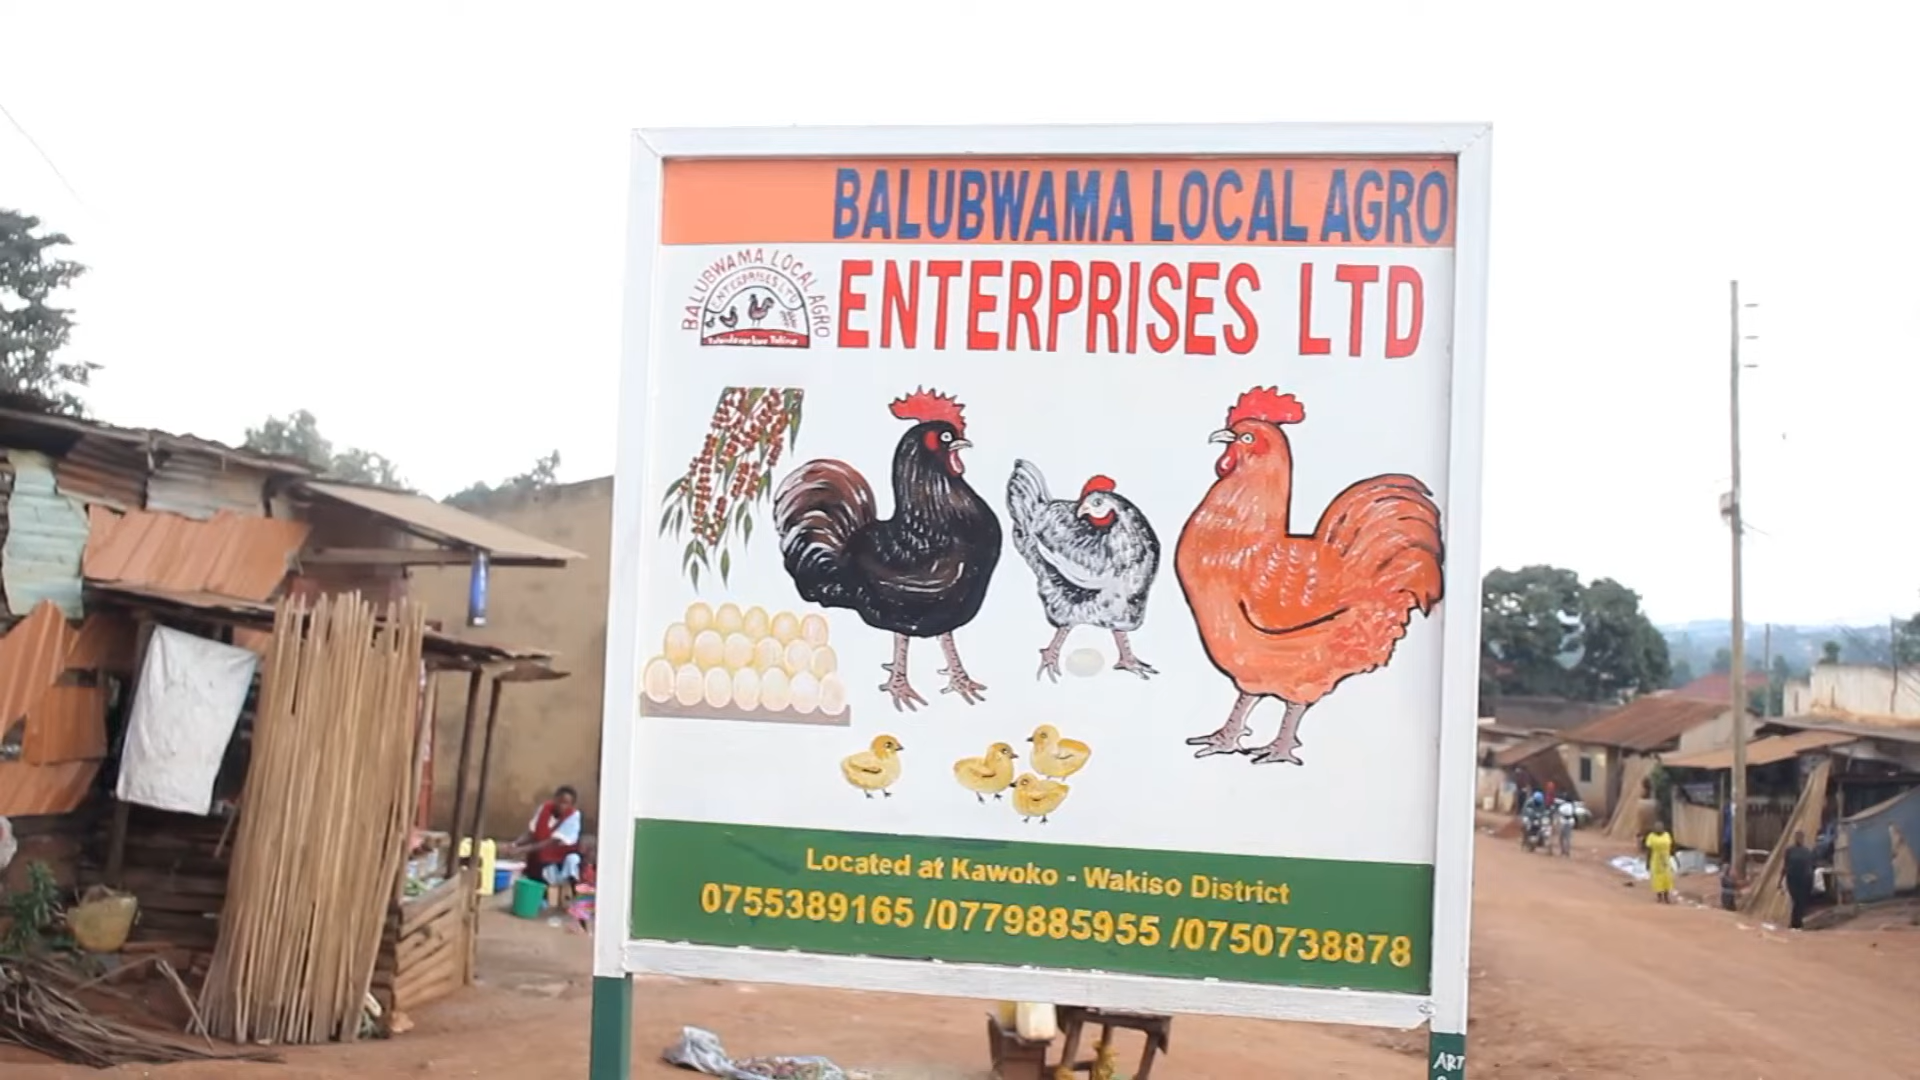 BALUBWAMA LOCAL AGRO
ENTERPRISES LTD
BALUBWAMA LOCAL AGRO
ENTERPRISES LTD
Located at Kawoko - Wakiso District
0755389165 /0779885955 /0750738878
ART